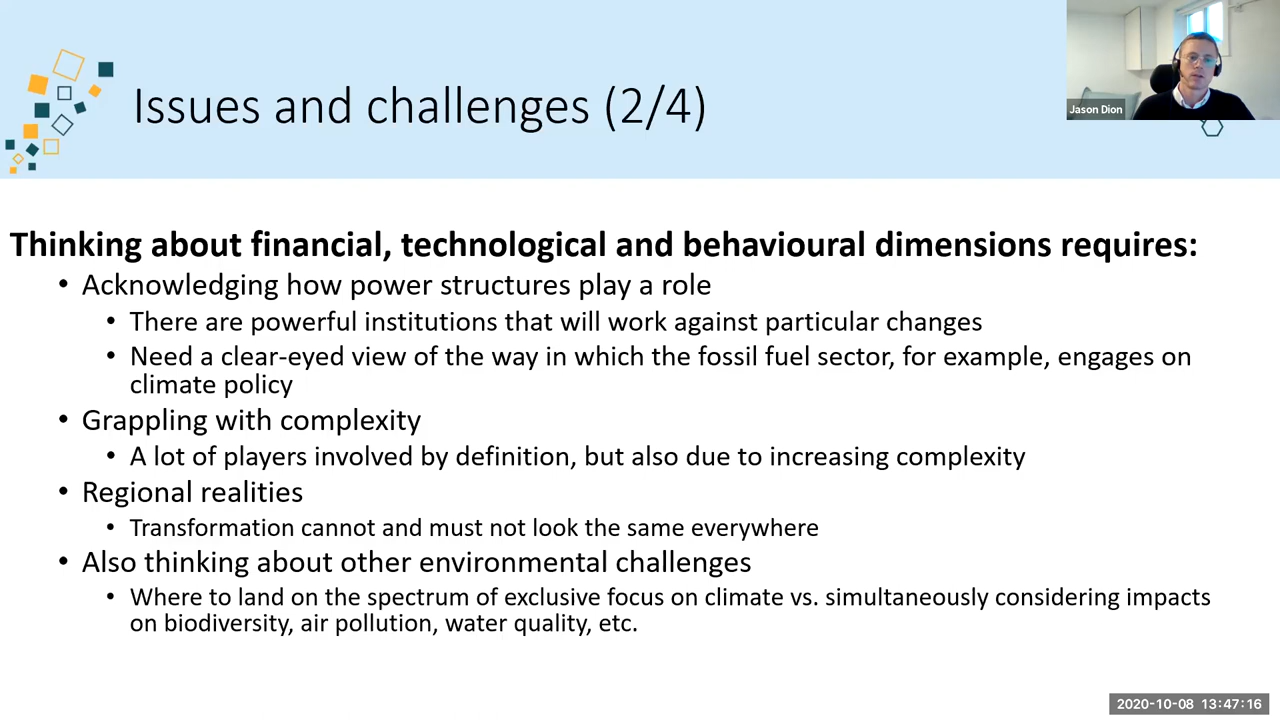 Issues and challenges (2/4)
Jason Dion
Thinking about financial, technological and behavioural dimensions requires:
• Acknowledging how power structures play a role
• There are powerful institutions that will work against particular changes
• Need a clear-eyed view of the way in which the fossil fuel sector, for example, engages on
climate policy
• Grappling with complexity
• A lot of players involved by definition, but also due to increasing complexity
• Regional realities
• Transformation cannot and must not look the same everywhere
• Also thinking about other environmental challenges
• Where to land on the spectrum of exclusive focus on climate vs. simultaneously considering impacts
on biodiversity, air pollution, water quality, etc.
2020-10-08 13:47:16